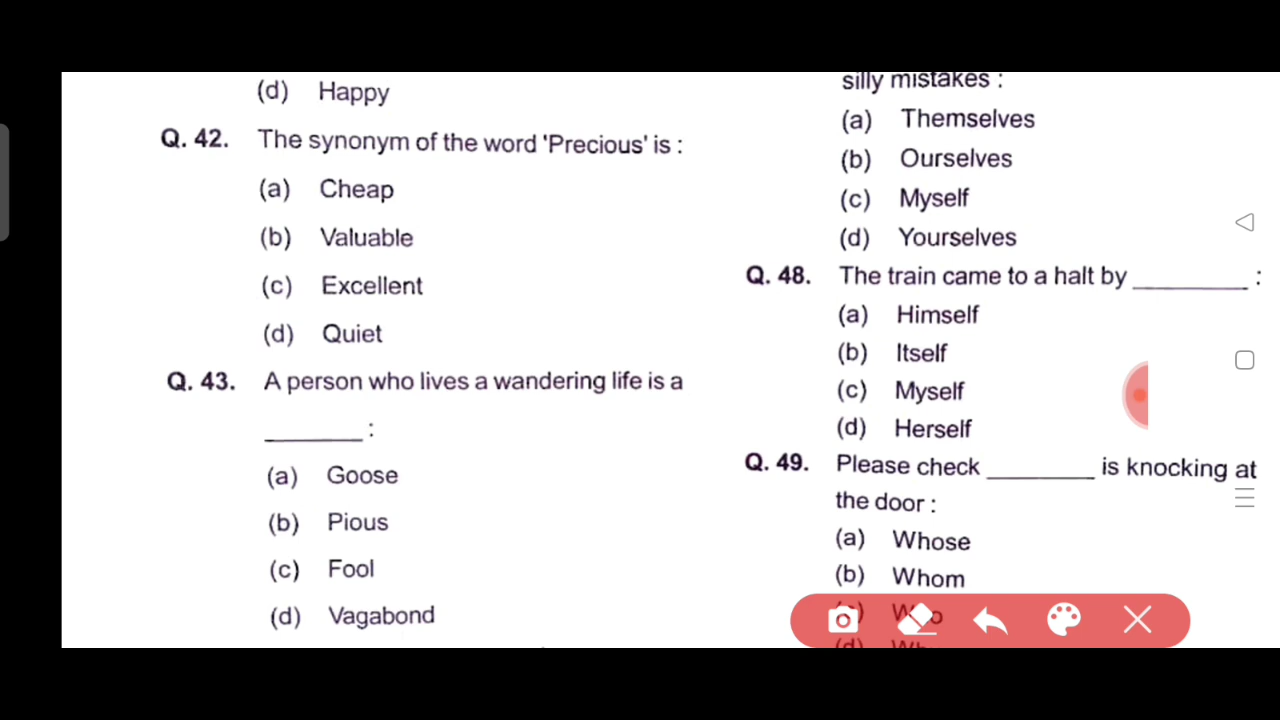 (d) Happy
Q. 42. The synonym of the word 'Precious' is :
(a) Cheap
(b) Valuable
(c) Excellent
(d) Quiet
Q. 43. A person who lives a wandering life is a
________ :
(a) Goose
(b) Pious
(c) Fool
(d) Vagabond
silly mistakes :
(a) Themselves
(b) Ourselves
(c) Myself
(d) Yourselves
Q. 48. The train came to a halt by ________ :
(a) Himself
(b) Itself
(c) Myself
(d) Herself
Q. 49. Please check ________ is knocking at
the door :
(a) Whose
(b) Whom
(d)